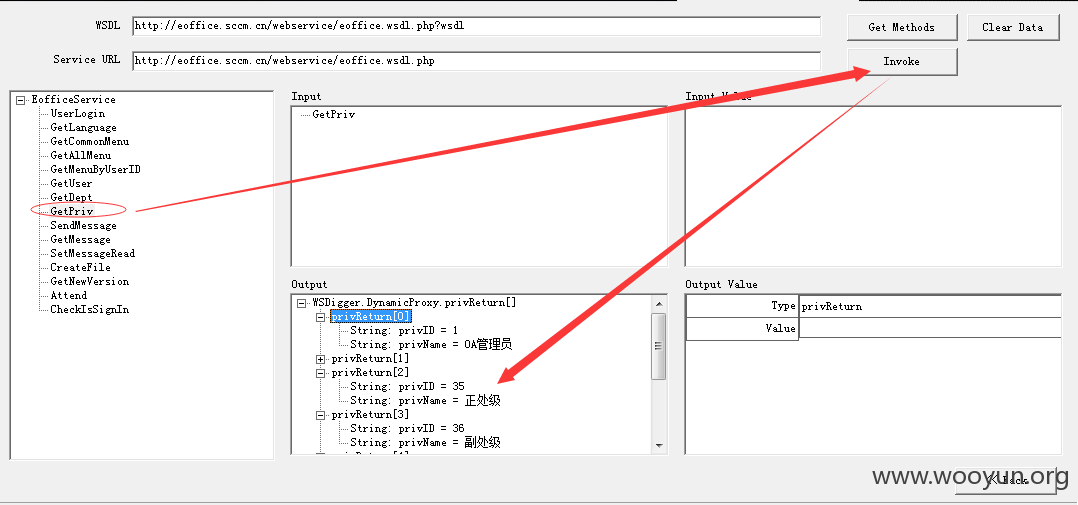 WSDL
http://eoffice.sccm.cn/webservice/eoffice.wsdl.php?wsdl
Get Methods
Clear Data
Service URL
http://eoffice.sccm.cn/webservice/eoffice.wsdl.php
Invoke
EofficeService
UserLogin
GetLanguage
GetCommonMenu
GetAllMenu
GetMenuByUserID
GetUser
GetDept
GetPriv
SendMessage
GetMessage
SetMessageRead
CreateFile
GetNewVersion
Attend
CheckIsSignIn
Input
GetPriv
Input Value
Output
WSDigger.DynamicProxy.privReturn[]
privReturn[0]
String: privID = 1
String: privName = OA管理员
privReturn[1]
privReturn[2]
String: privID = 35
String: privName = 正处级
privReturn[3]
String: privID = 36
String: privName = 副处级
Output Value
Type
privReturn
Value
www.wooyun.org